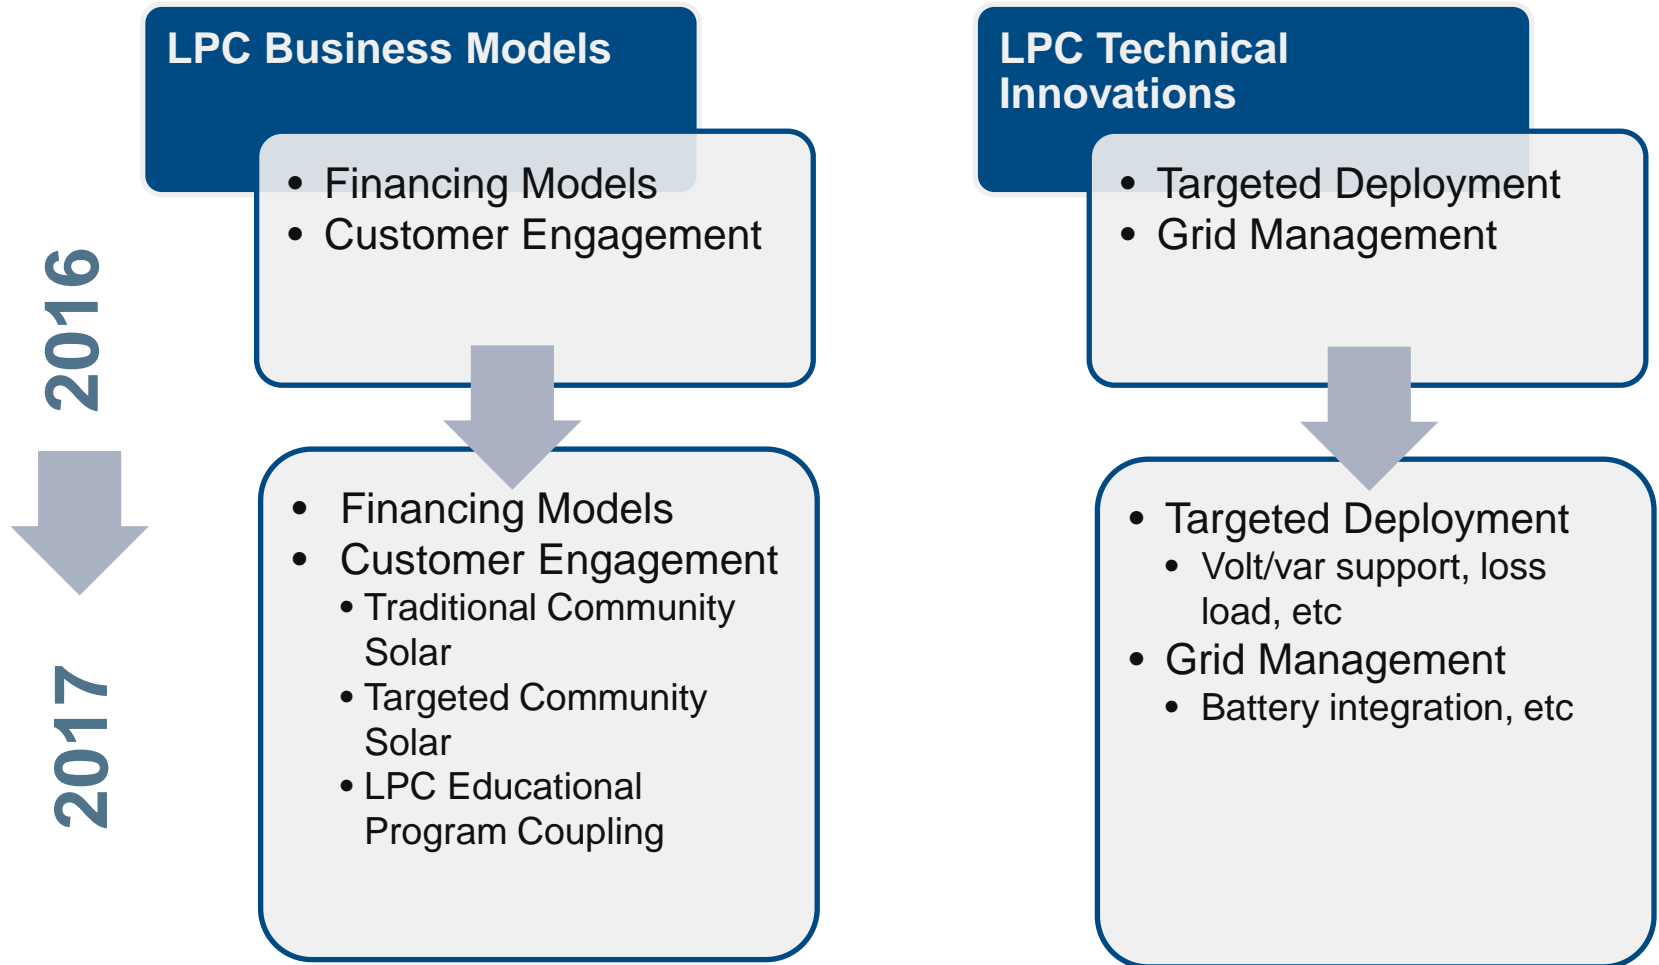 LPC Business Models
• Financing Models
• Customer Engagement
LPC Technical
Innovations
• Targeted Deployment
• Grid Management
2016
2017
• Financing Models
• Customer Engagement
• Traditional Community
Solar
• Targeted Community
Solar
• LPC Educational
Program Coupling
• Targeted Deployment
• Volt/var support, loss
load, etc
• Grid Management
• Battery integration, etc